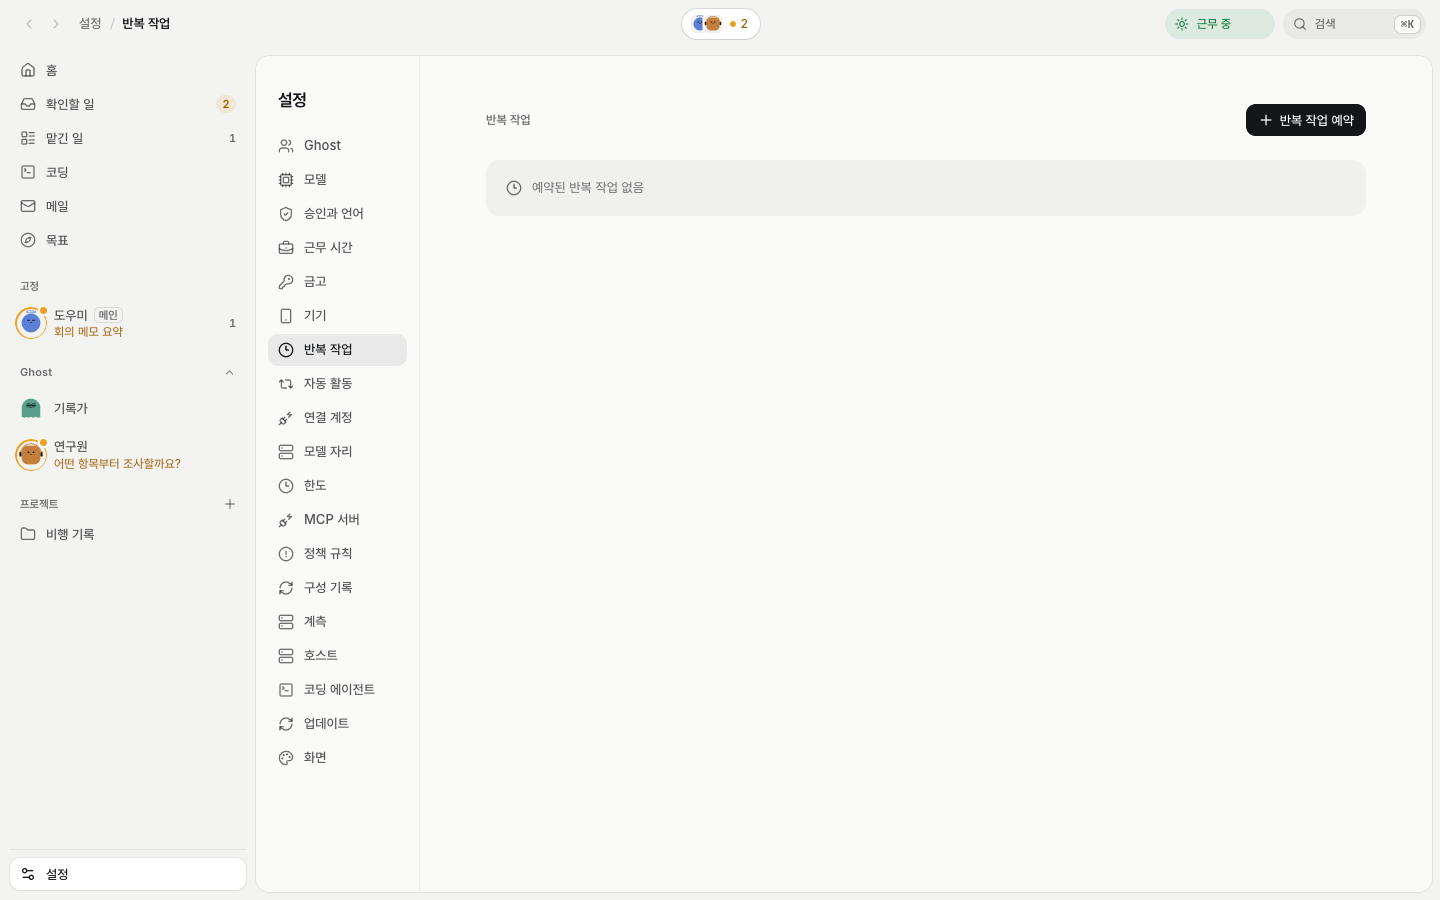 설정 / 반복 작업
2
근무 중
검색
⌘K
홈
확인할 일
2
맡긴 일
1
코딩
메일
목표
고정
도우미 메인
회의 메모 요약
1
Ghost
기록가
연구원
어떤 항목부터 조사할까요?
프로젝트
비행 기록
설정
설정
Ghost
모델
승인과 언어
근무 시간
금고
기기
반복 작업
자동 활동
연결 계정
모델 자리
한도
MCP 서버
정책 규칙
구성 기록
계측
호스트
코딩 에이전트
업데이트
화면
반복 작업
반복 작업 예약
예약된 반복 작업 없음